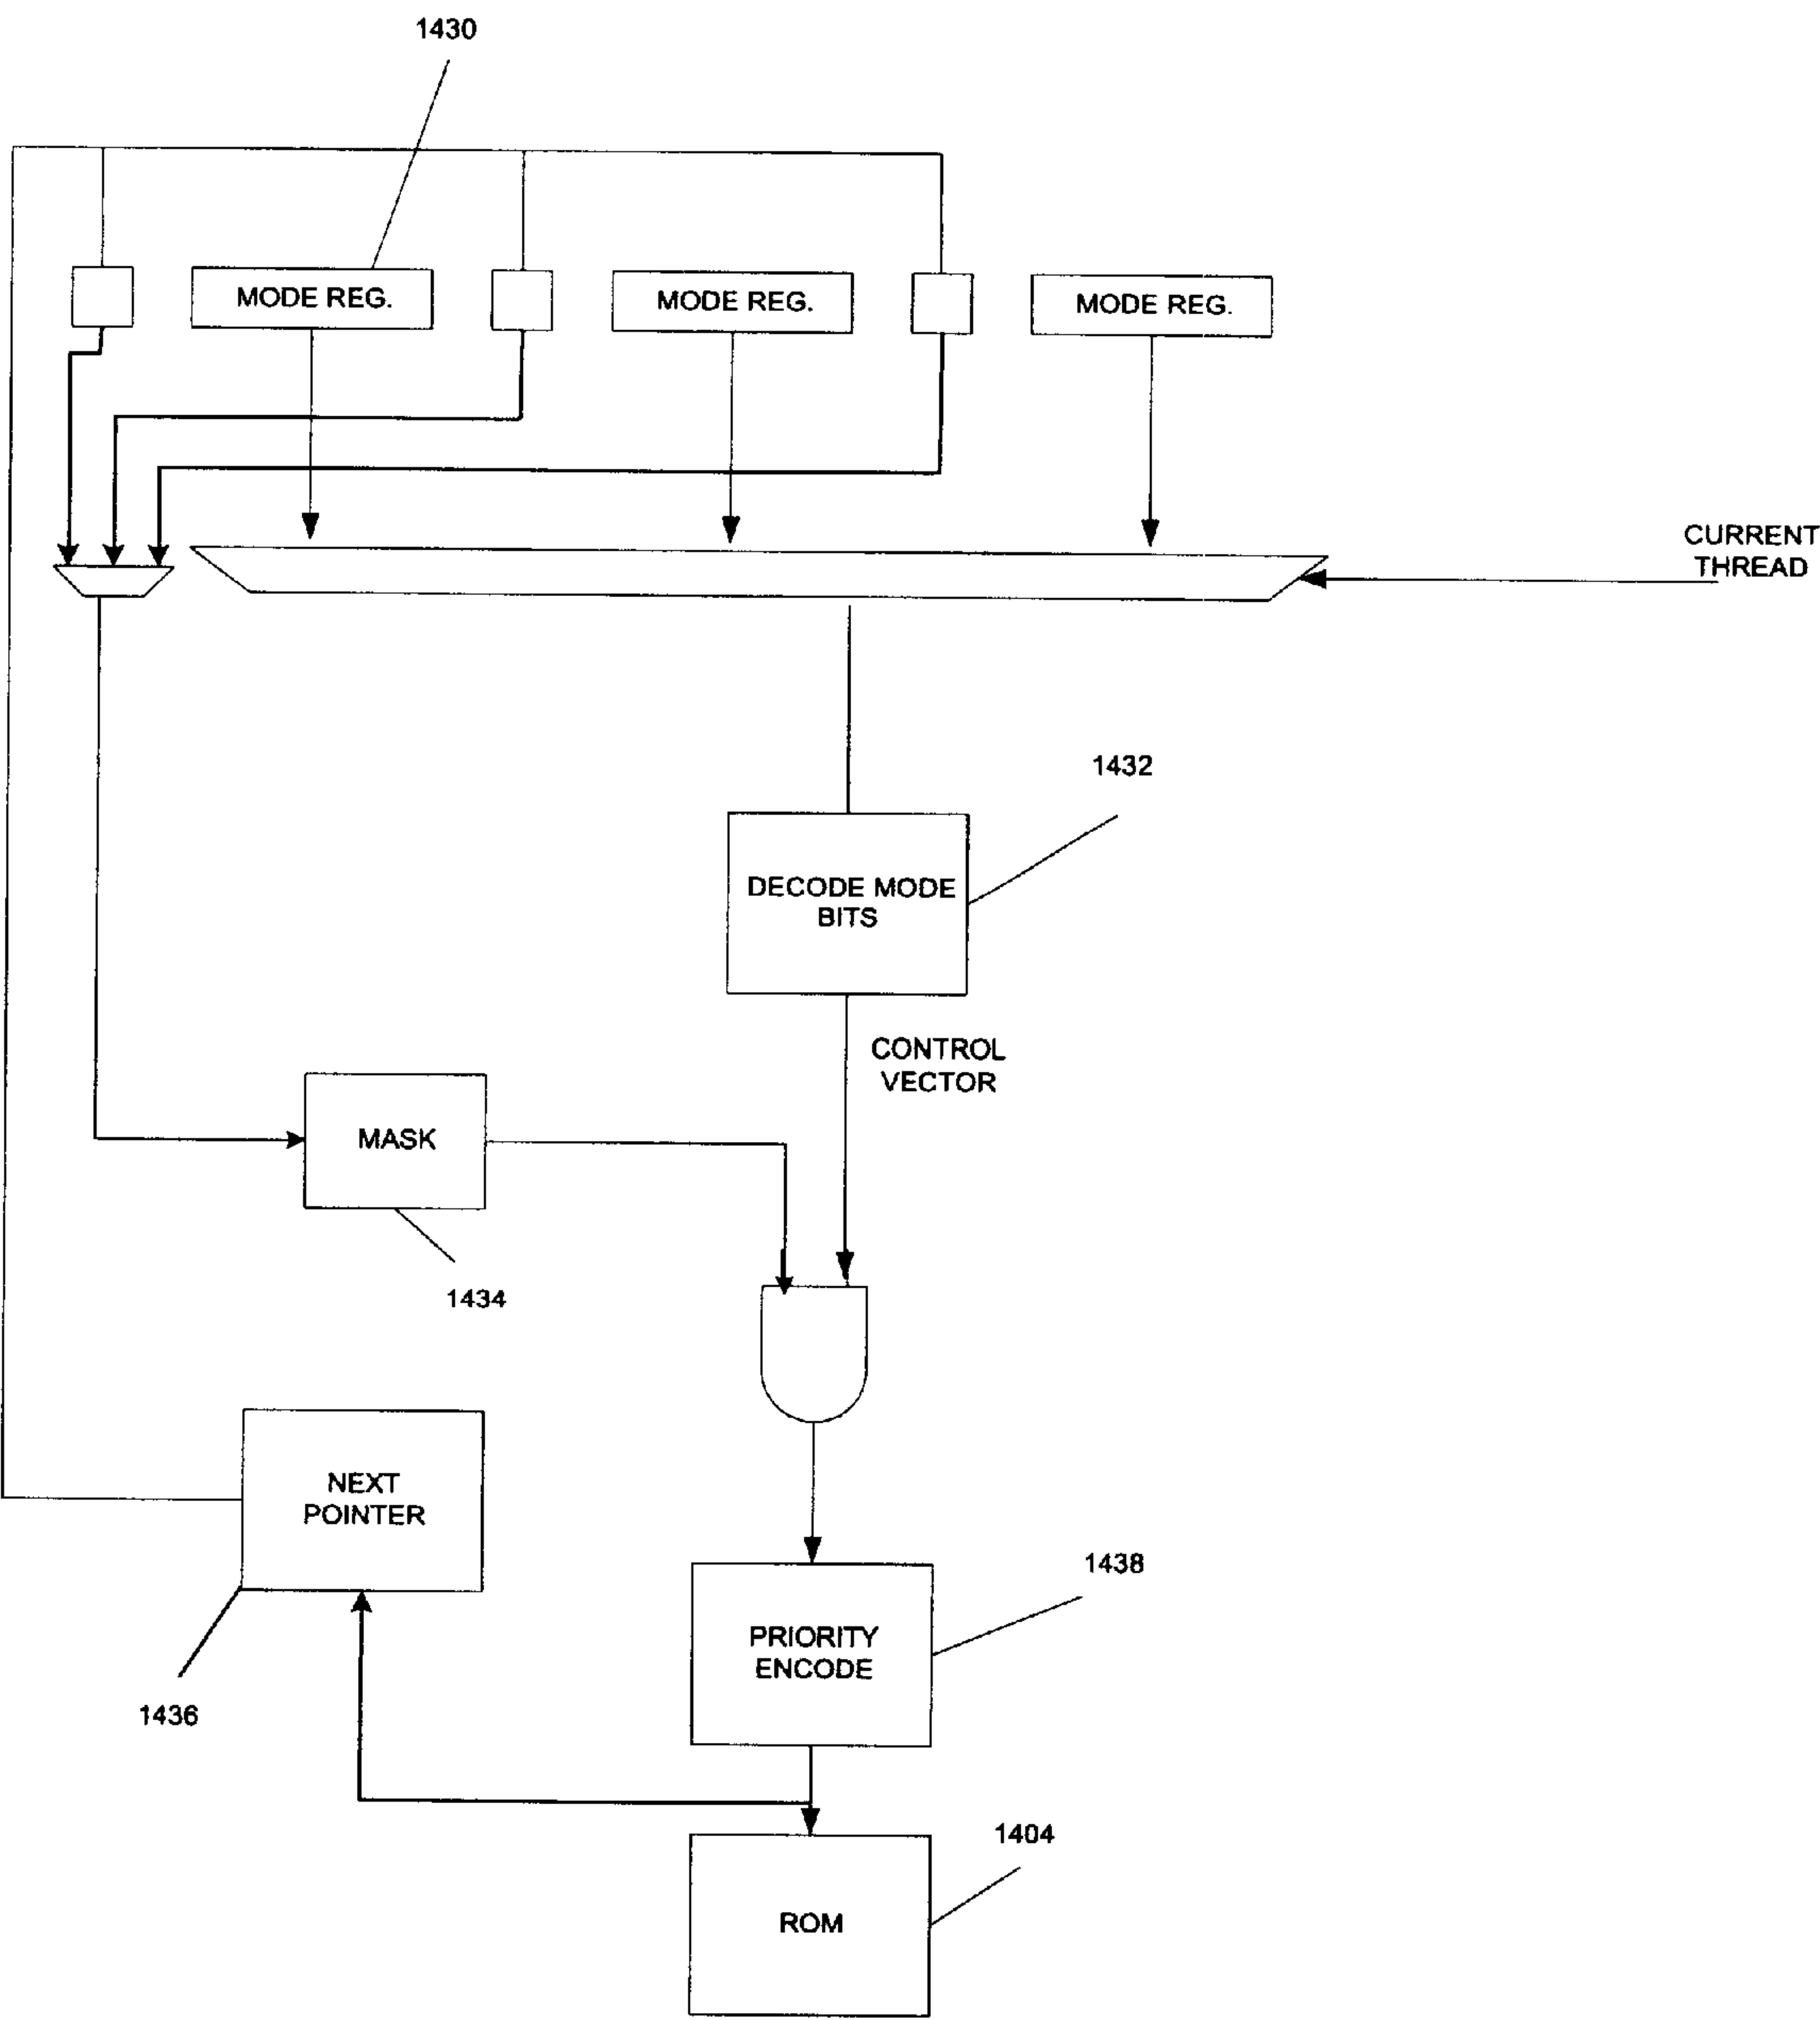 1430
MODE REG.
MODE REG.
MODE REG.
CURRENT
THREAD
1432
DECODE MODE
BITS
CONTROL
VECTOR
MASK
1434
NEXT
POINTER
1438
PRIORITY
ENCODE
1436
1404
ROM